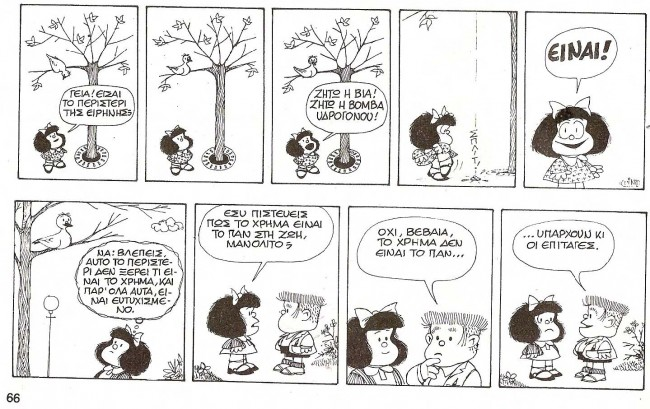 ΓΕΙΑ! ΕΙΣΑΙ
ΤΟ ΠΕΡΙΣΤΕΡΙ
ΤΗΣ ΕΙΡΗΝΗΣ;
ΖΗΤΩ Η ΒΙΑ!
ΖΗΤΩ Η ΒΟΜΒΑ
ΥΔΡΟΓΟΝΟΥ!
ΣΠΛΙΤ!
ΕΙΝΑΙ!
ΝΑ: ΒΛΕΠΕΙΣ,
ΑΥΤΟ ΤΟ ΠΕΡΙΣΤΕ-
ΡΙ ΔΕΝ ΞΕΡΕΙ ΤΙ ΕΙ-
ΝΑΙ ΤΟ ΧΡΗΜΑ, ΚΑΙ
ΠΑΡ' ΟΛΑ ΑΥΤΑ, ΕΙ-
ΝΑΙ ΕΥΤΥΧΙΣΜΕ-
ΝΟ.
ΕΣΥ ΠΙΣΤΕΥΕΙΣ
ΠΩΣ ΤΟ ΧΡΗΜΑ ΕΙΝΑΙ
ΤΟ ΠΑΝ ΣΤΗ ΖΩΗ,
ΜΑΝΟΛΙΤΟ;
ΟΧΙ, ΒΕΒΑΙΑ,
ΤΟ ΧΡΗΜΑ ΔΕΝ
ΕΙΝΑΙ ΤΟ ΠΑΝ...
...ΥΠΑΡΧΟΥΝ ΚΙ
ΟΙ ΕΠΙΤΑΓΕΣ.
66